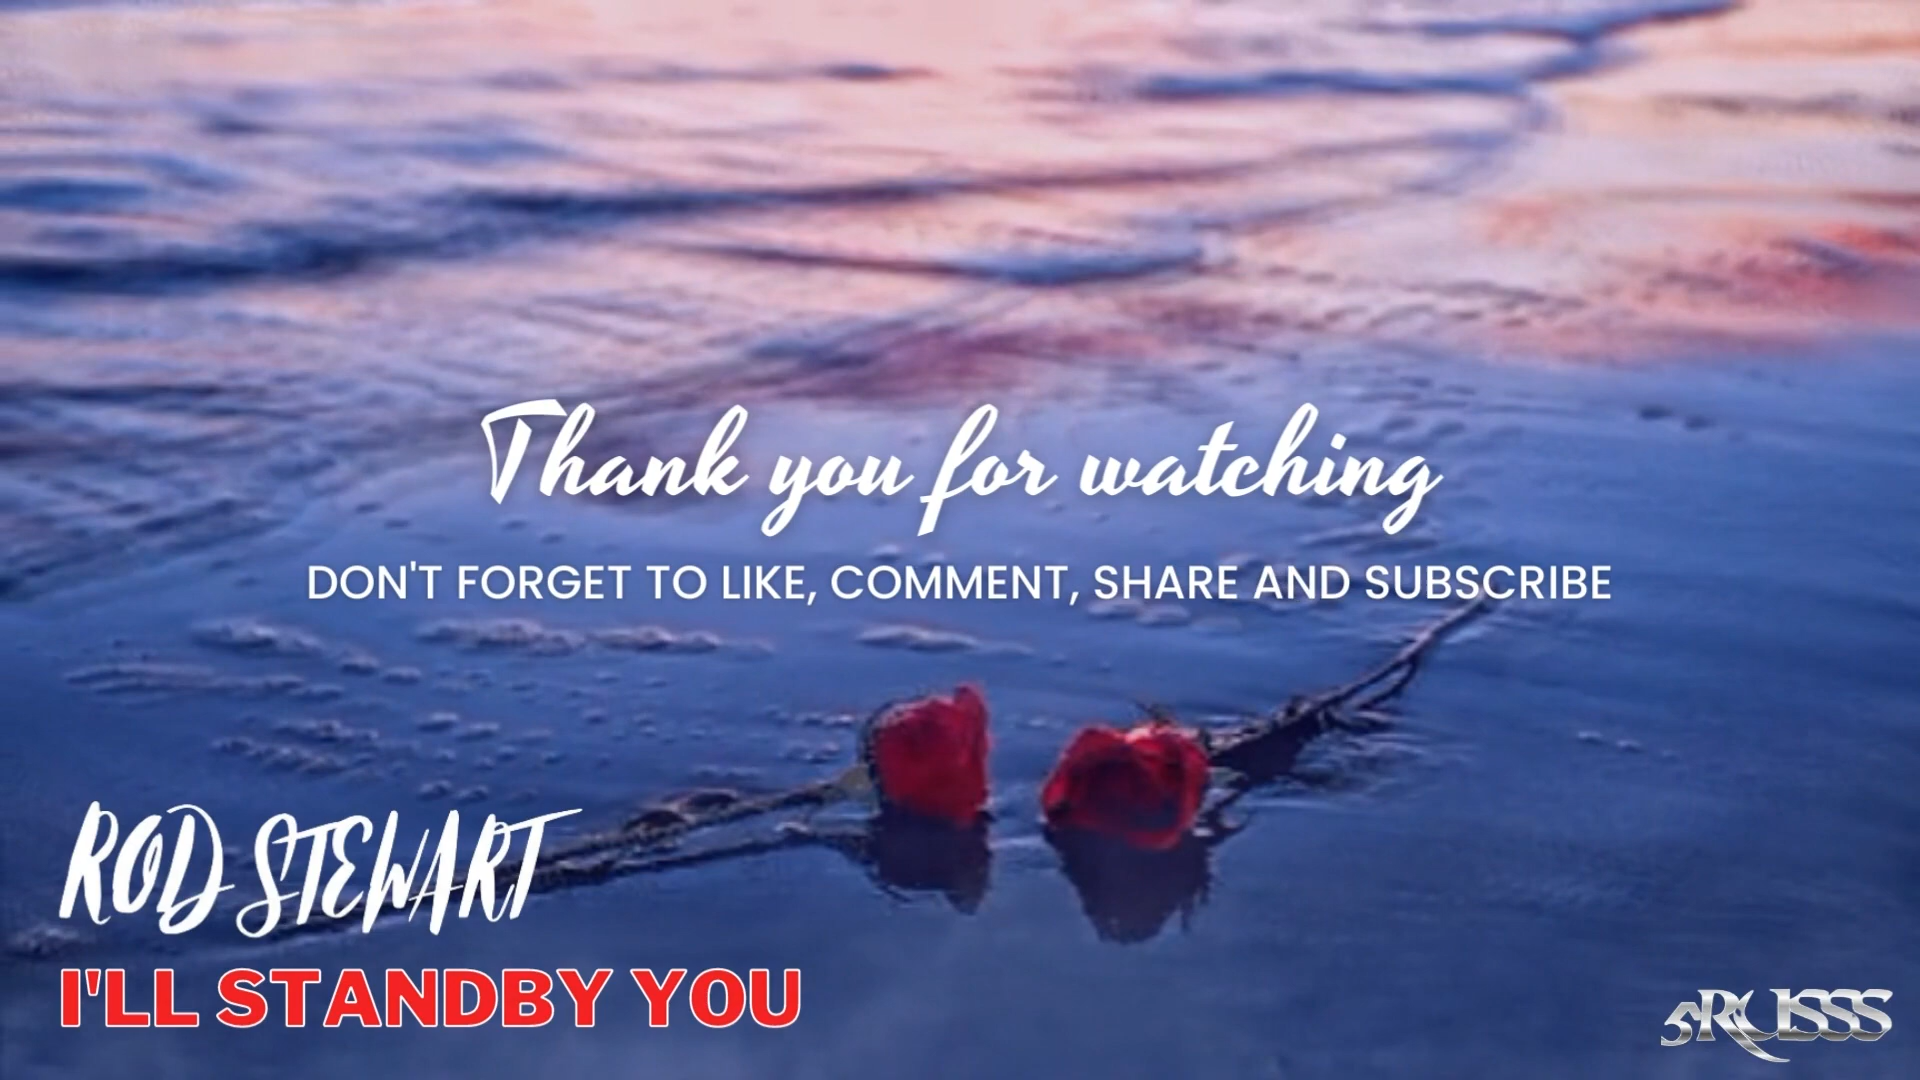 Thank you for watching
DON'T FORGET TO LIKE, COMMENT, SHARE AND SUBSCRIBE
ROD STEWART
I'LL STANDBY YOU
5RUSSS